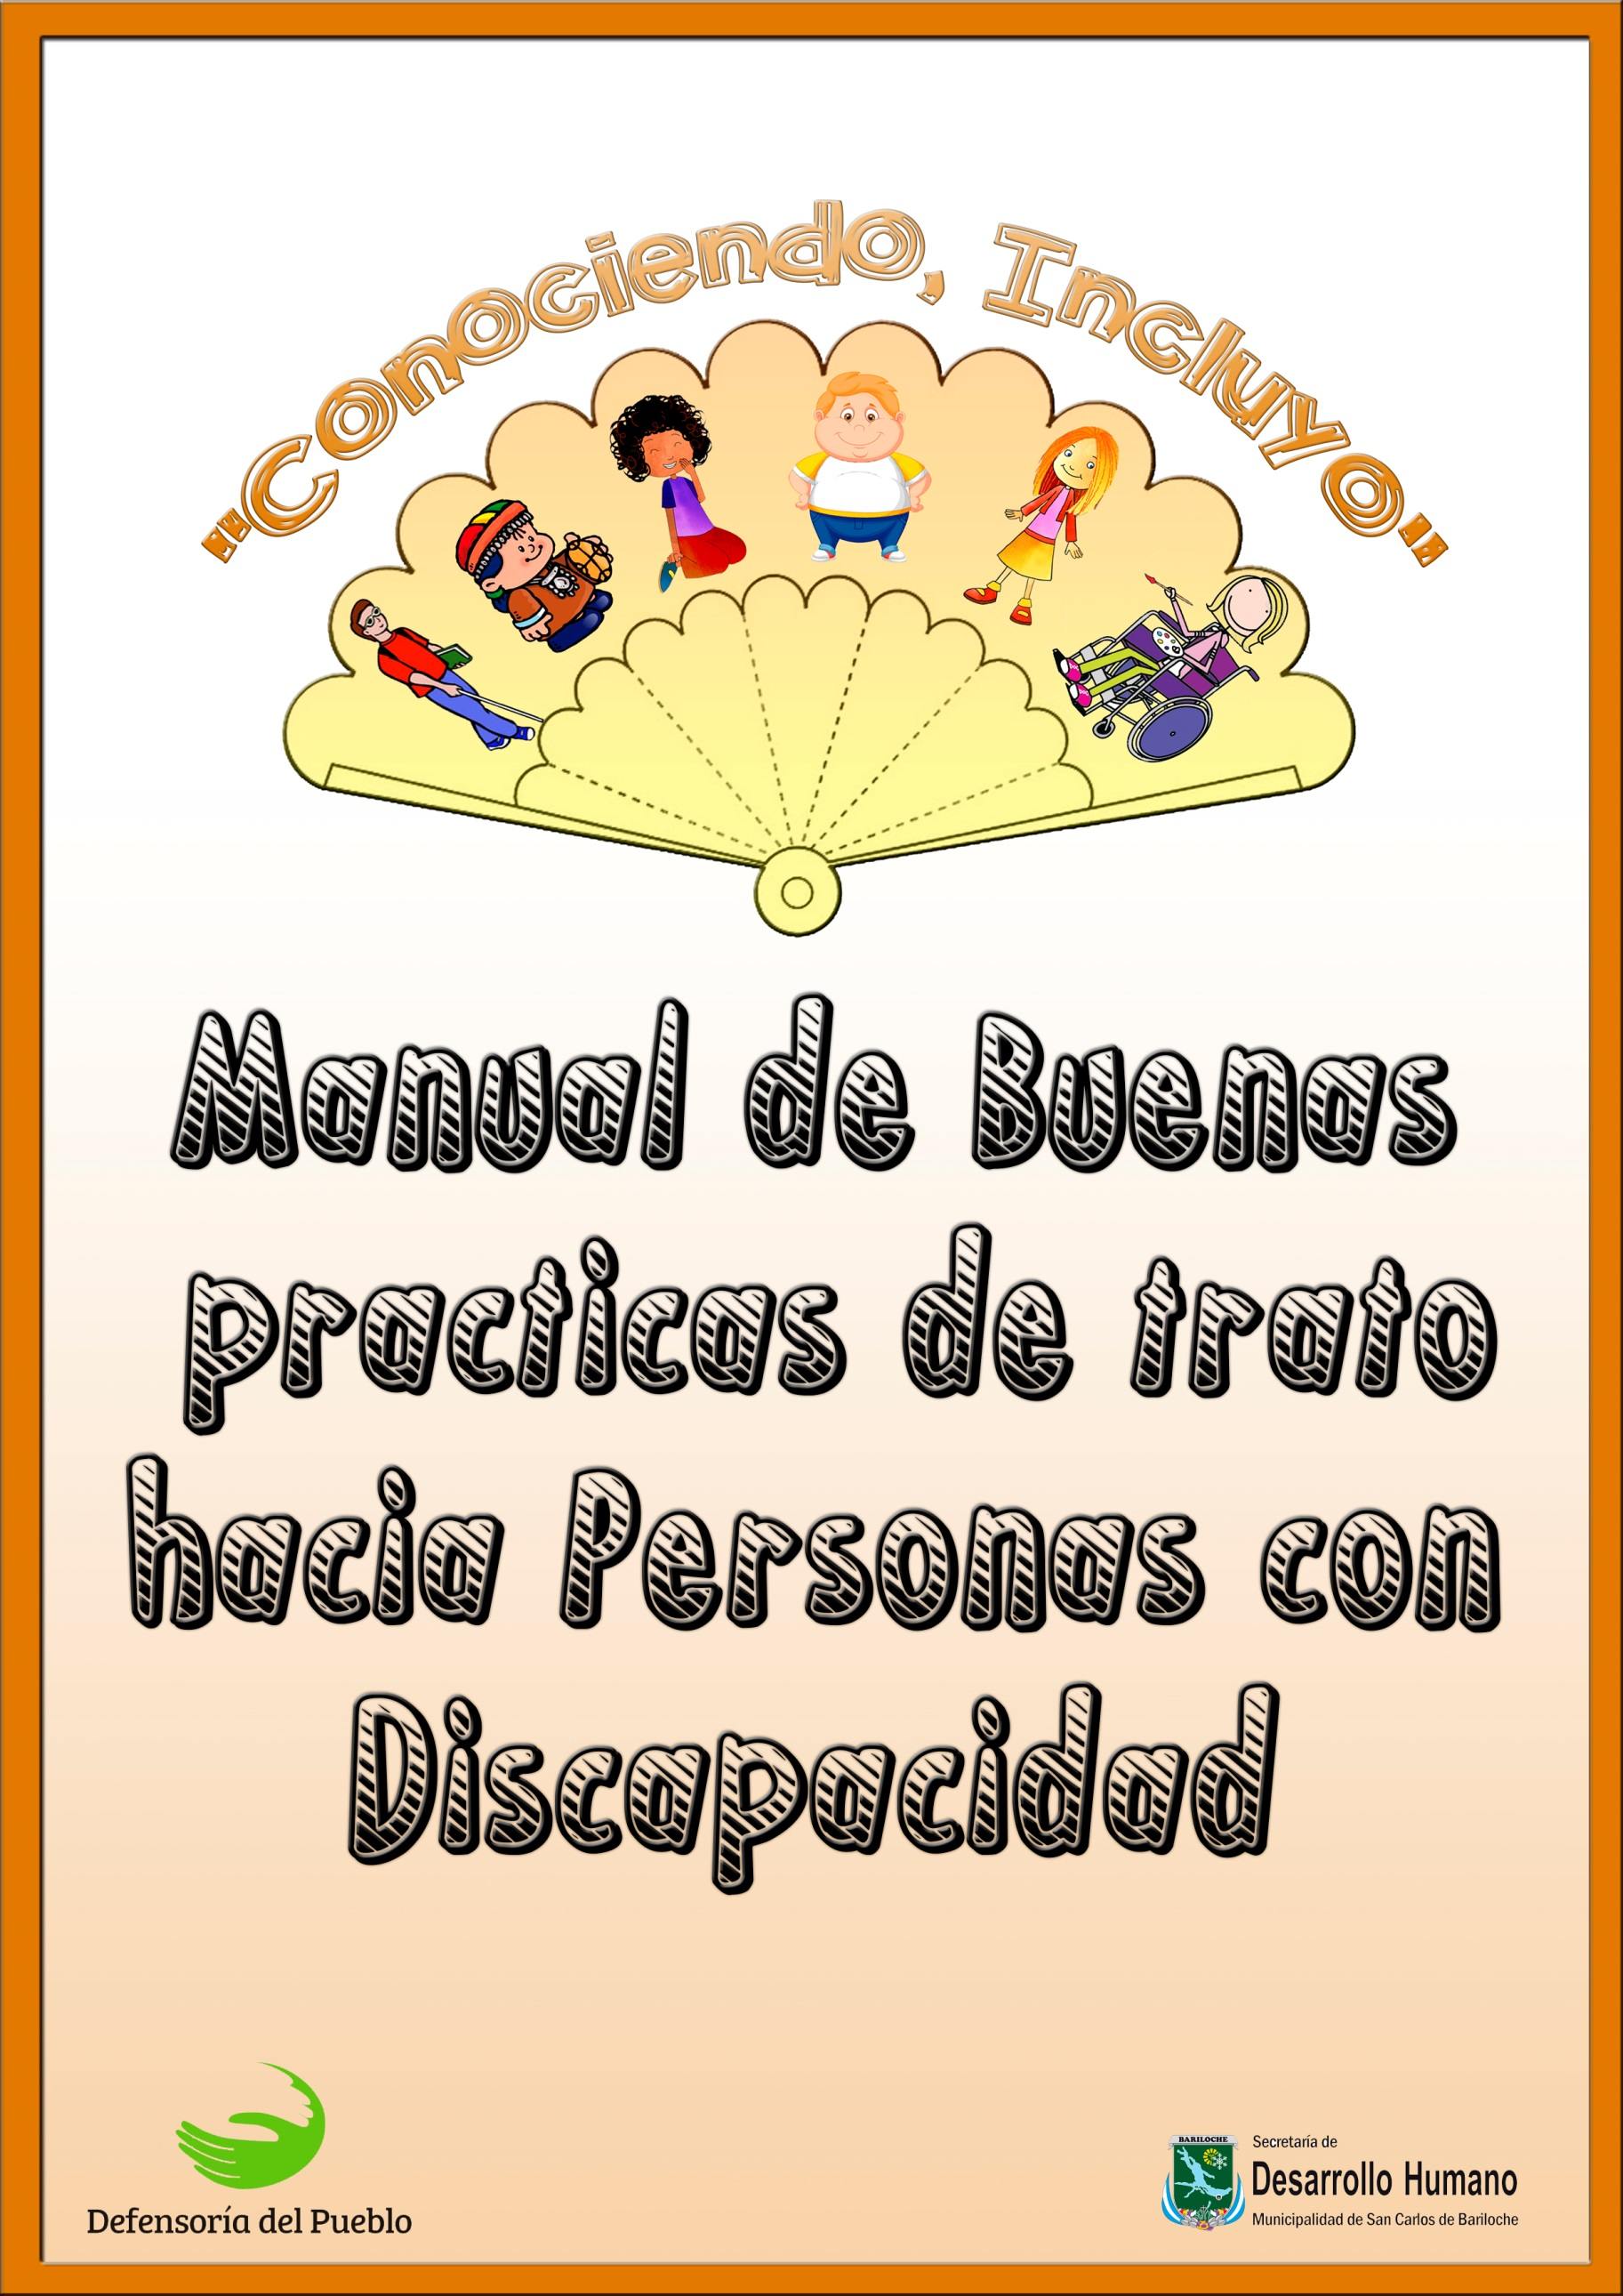 "Conociendo, Incluyo"
Manual de Buenas
practicas de trato
hacia Personas con
Discapacidad
Defensoría del Pueblo
BARILOCHE
Secretaría de
Desarrollo Humano
Municipalidad de San Carlos de Bariloche